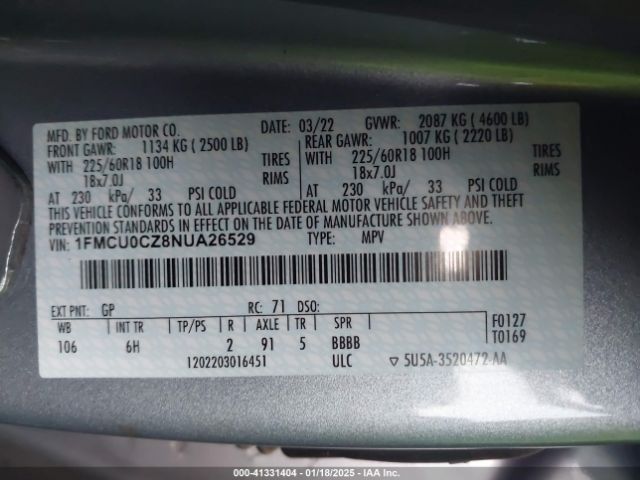 MFD. BY FORD MOTOR CO. DATE: 03/22 GVWR: 2087 KG ( 4600 LB)
FRONT GAWR: 1134 KG ( 2500 LB) REAR GAWR: 1007 KG ( 2220 LB)
WITH 225/60R18 100H TIRES WITH 225/60R18 100H TIRES
18x7.0J RIMS 18x7.0J RIMS
AT 230 kPa/ 33 PSI COLD AT 230 kPa/ 33 PSI COLD
THIS VEHICLE CONFORMS TO ALL APPLICABLE FEDERAL MOTOR VEHICLE SAFETY AND THEFT
PREVENTION STANDARDS IN EFFECT ON THE DATE OF MANUFACTURE SHOWN ABOVE.
VIN: 1FMCU0CZ8NUA26529 TYPE: MPV
EXT PNT: GP RC: 71 DSO:
WB INT TR TP/PS R AXLE TR SPR F0127
106 6H 2 91 5 BBBB T0169
1202203016451 ULC ▽ 5U5A-3520472-AA
000-41331404 | 01/18/2025 - IAA Inc.